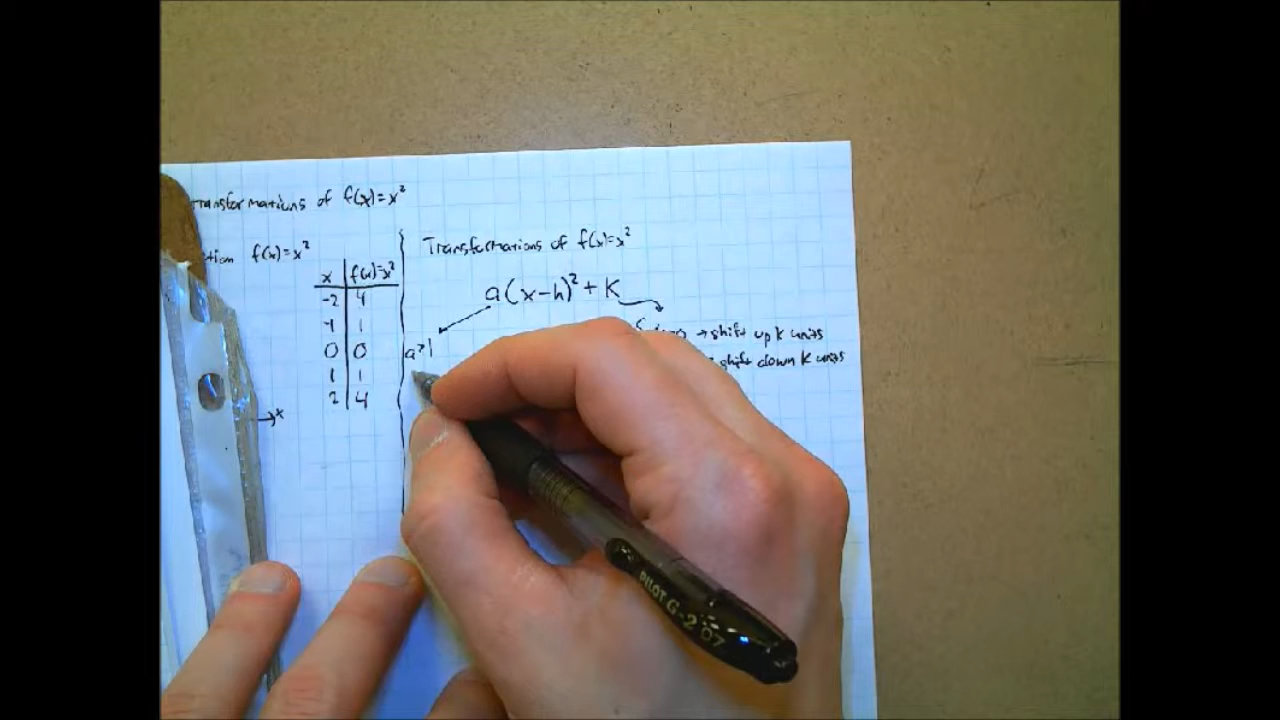 Transformations of f(x)=x²
f(x)=x²
x | f(x)=x²
-2 | 4
-1 | 1
0 | 0
1 | 1
2 | 4
x
Transformations of f(x)=x²
a(x-h)²+K
→ shift up K units
shift down K units
a>1
PILOT G-2 07